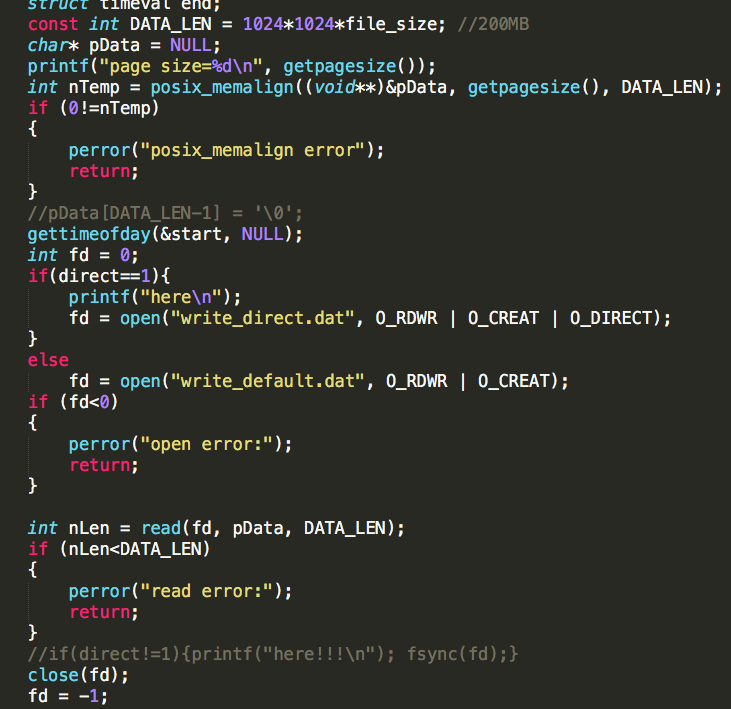 struct timeval end;
const int DATA_LEN = 1024*1024*file_size; //200MB
char* pData = NULL;
printf("page size=%d\n", getpagesize());
int nTemp = posix_memalign((void**)&pData, getpagesize(), DATA_LEN);
if (0!=nTemp)
{
    perror("posix_memalign error");
    return;
}
//pData[DATA_LEN-1] = '\0';
gettimeofday(&start, NULL);
int fd = 0;
if(direct==1){
    printf("here\n");
    fd = open("write_direct.dat", O_RDWR | O_CREAT | O_DIRECT);
}
else
    fd = open("write_default.dat", O_RDWR | O_CREAT);
if (fd<0)
{
    perror("open error:");
    return;
}

int nLen = read(fd, pData, DATA_LEN);
if (nLen<DATA_LEN)
{
    perror("read error:");
    return;
}
//if(direct!=1){printf("here!!!\n"); fsync(fd);}
close(fd);
fd = -1;